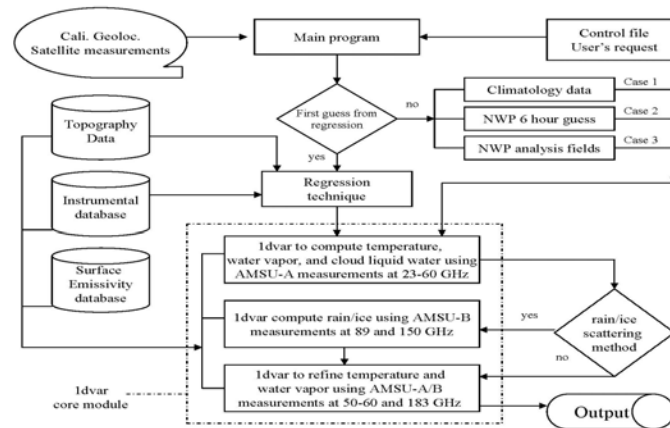 Cali. Geoloc.
Satellite measurements
Main program
Control file
User's request
First guess from
regression
no
yes
Climatology data
Case 1
NWP 6 hour guess
Case 2
NWP analysis fields
Case 3
Topography
Data
Regression
technique
Instrumental
database
Surface
Emissivity
database
1dvar to compute temperature,
water vapor, and cloud liquid water using
AMSU-A measurements at 23-60 GHz
1dvar compute rain/ice using AMSU-B
measurements at 89 and 150 GHz
yes
rain/ice
scattering
method
no
1dvar to refine temperature and
water vapor using AMSU-A/B
measurements at 50-60 and 183 GHz
1dvar
core module
Output